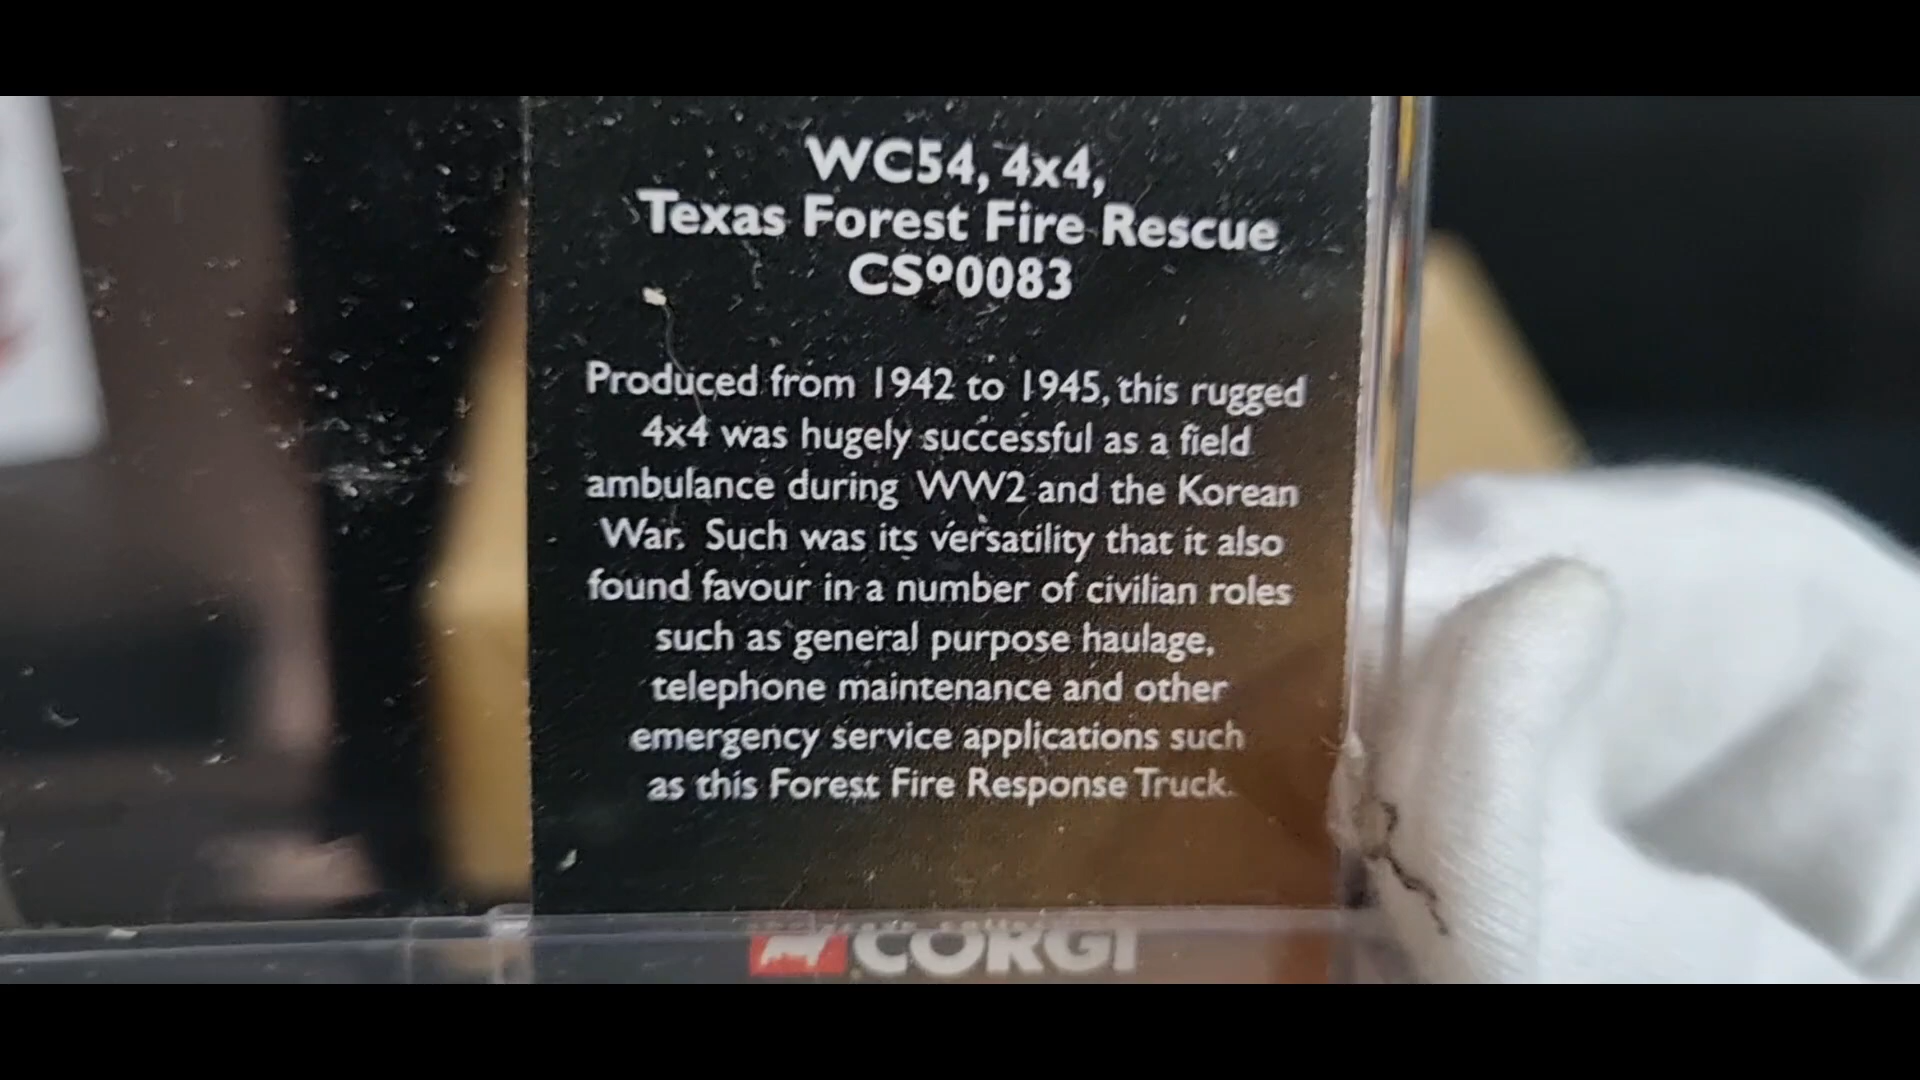 WC54, 4x4,
Texas Forest Fire Rescue
CSº0083
Produced from 1942 to 1945, this rugged
4x4 was hugely successful as a field
ambulance during WW2 and the Korean
War. Such was its versatility that it also
found favour in a number of civilian roles
such as general purpose haulage,
telephone maintenance and other
emergency service applications such
as this Forest Fire Response Truck.
CORGI